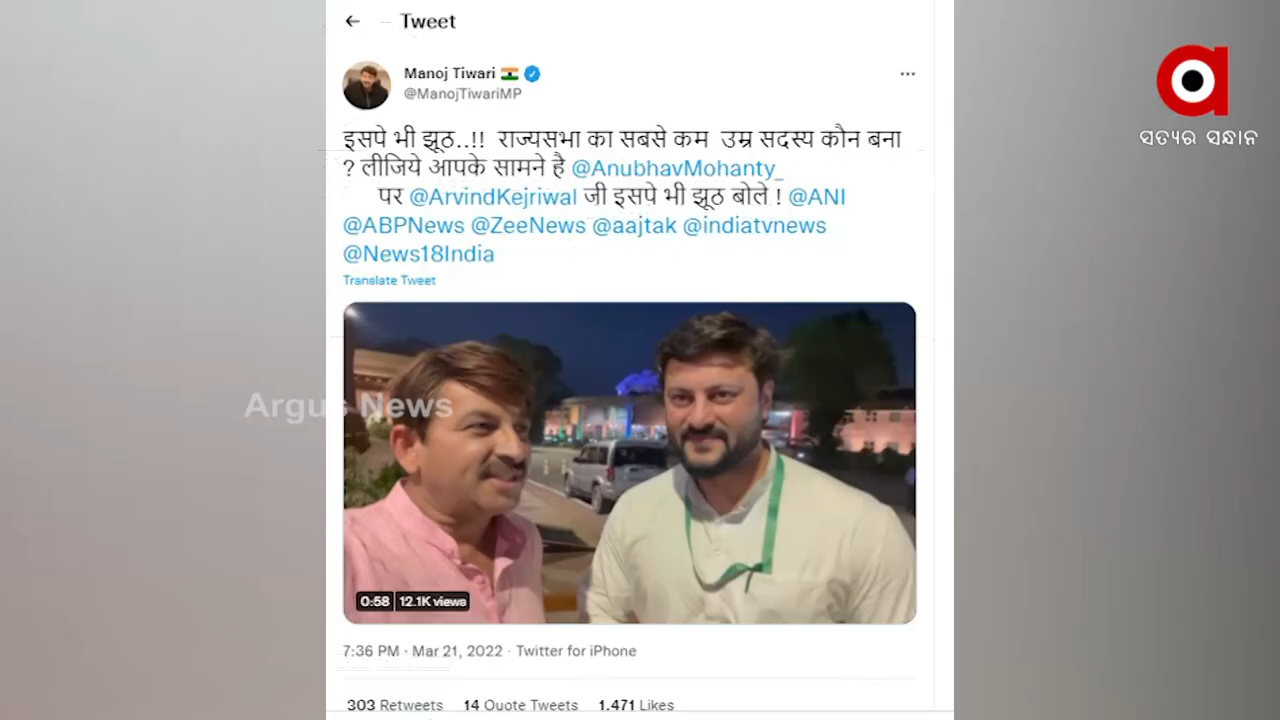 Tweet
Manoj Tiwari
@ManojTiwariMP
ସତ୍ୟର ସନ୍ଧାନ
इसपे भी झूठ..!! राज्यसभा का सबसे कम उम्र सदस्य कौन बना
? लीजिये आपके सामने है @AnubhavMohanty_
पर @ArvindKejriwal जी इसपे भी झूठ बोले ! @ANI
@ABPNews @ZeeNews @aajtak @indiatvnews
@News18India
Translate Tweet
Argus News
0:58 12.1K views
7:36 PM · Mar 21, 2022 · Twitter for iPhone
303 Retweets 14 Quote Tweets 1,471 Likes